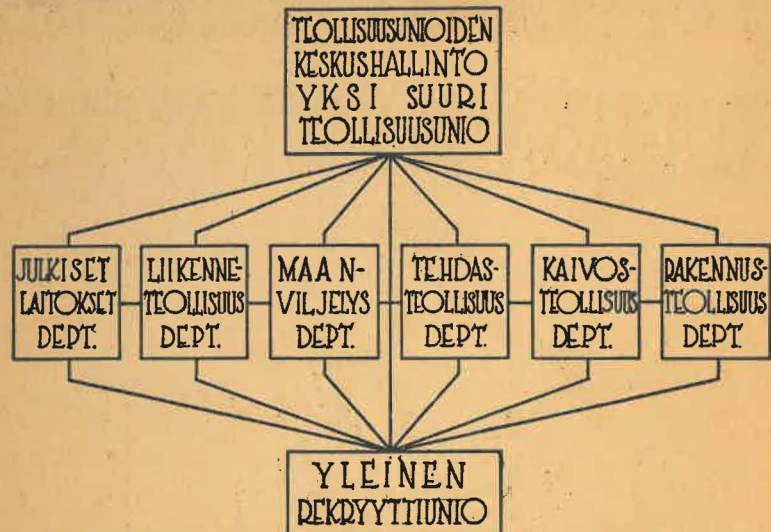 TEOLLISUUSUNIOIDEN
KESKUSHALLINTO
YKSI SUURI
TEOLLISUUSUNIO
JULKISET
LAITOKSET
DEPT.
LIIKENNE-
TEOLLISUUS
DEPT.
MAAN-
VILJELYS
DEPT.
TEHDAS-
TEOLLISUUS
DEPT.
KAIVOS-
TEOLLISUUS
DEPT.
RAKENNUS-
TEOLLISUUS
DEPT.
YLEINEN
REKRYYTTIUNIO